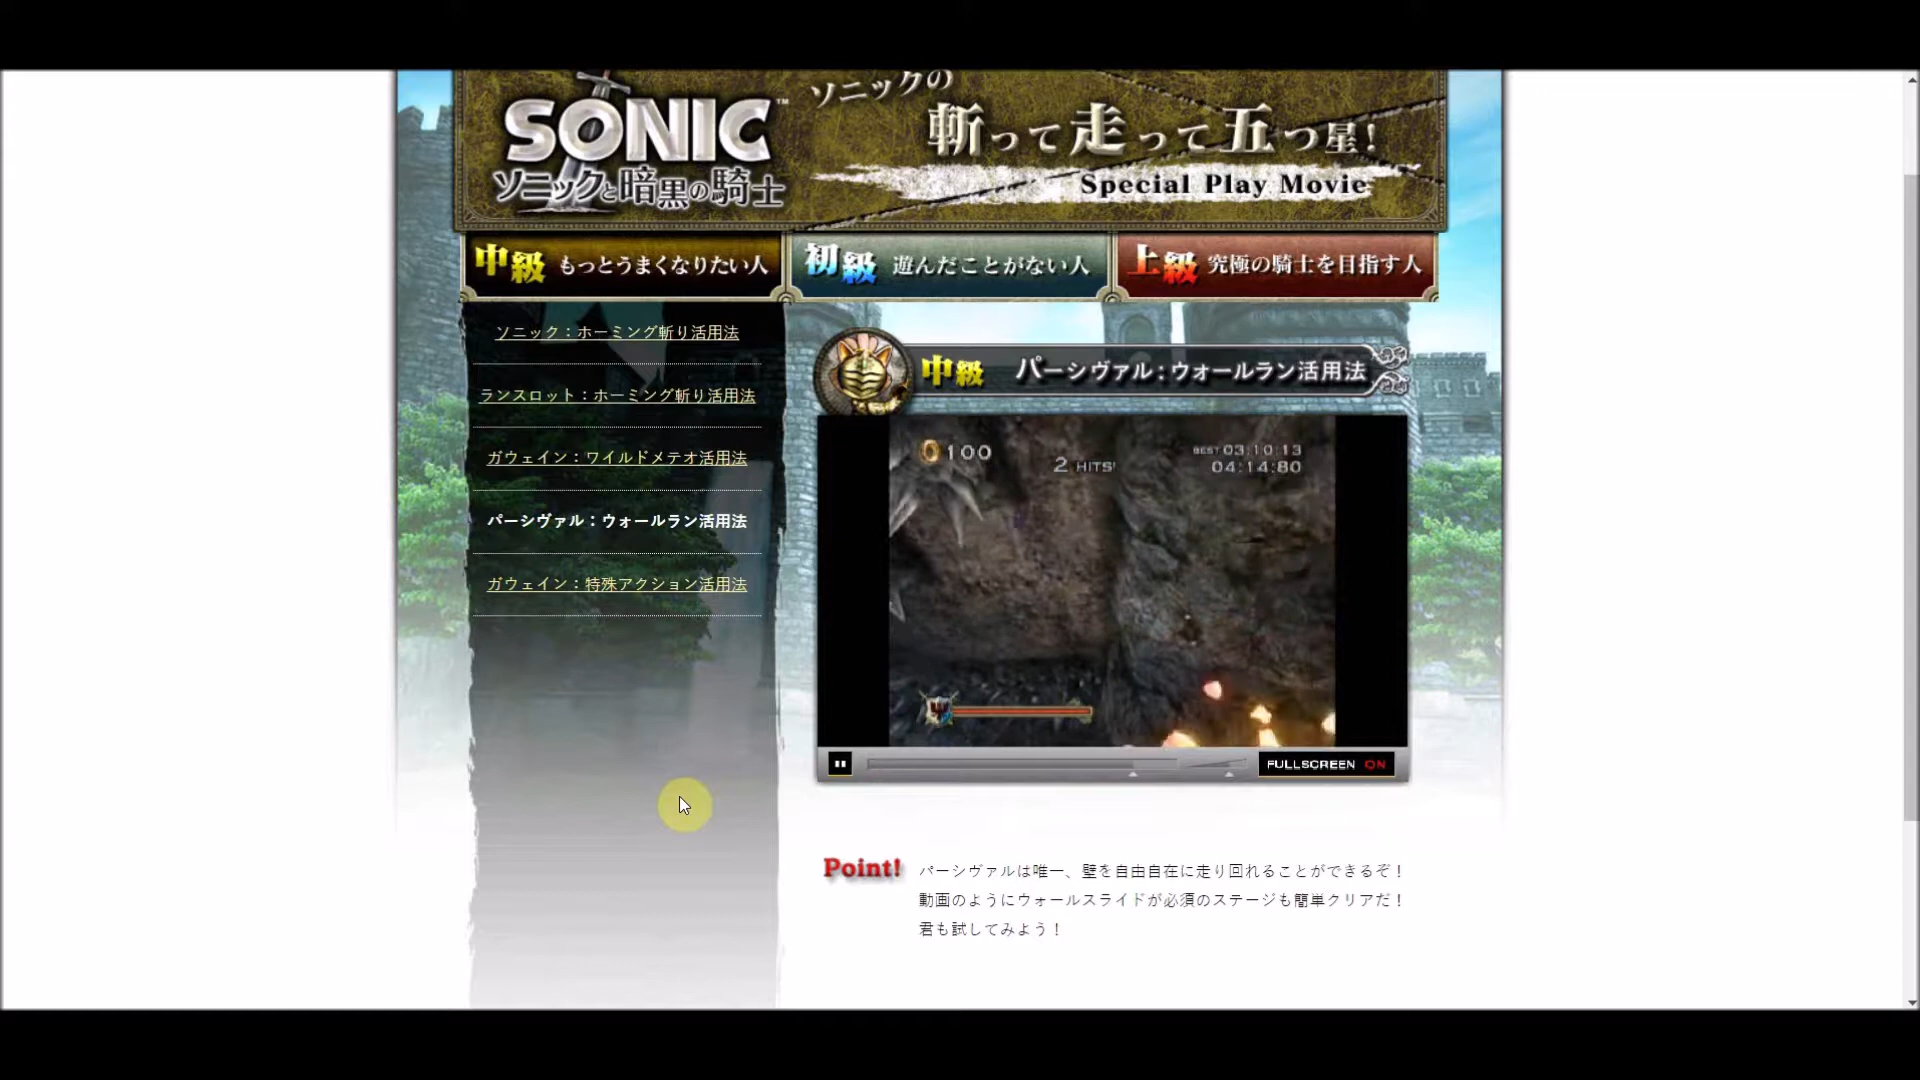 SONIC™
ソニックと暗黒の騎士
ソニックの
斬って走って五つ星!
Special Play Movie
中級 もっとうまくなりたい人
初級 遊んだことがない人
上級 究極の騎士を目指す人
ソニック：ホーミング斬り活用法
ランスロット：ホーミング斬り活用法
ガウェイン：ワイルドメテオ活用法
パーシヴァル：ウォールラン活用法
ガウェイン：特殊アクション活用法
中級 パーシヴァル：ウォールラン活用法
100
2 HITS!
BEST 03:10:13
04:14:80
FULLSCREEN ON
Point!
パーシヴァルは唯一、壁を自由自在に走り回れることができるぞ！
動画のようにウォールスライドが必須のステージも簡単クリアだ！
君も試してみよう！